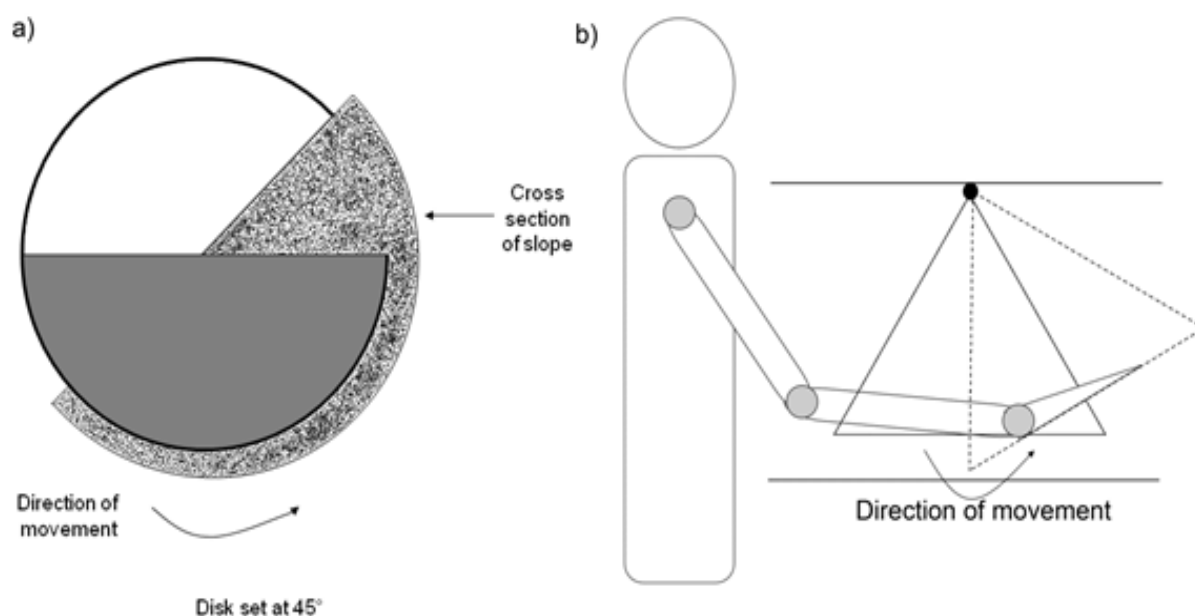 a)
Cross
section
of slope
Direction of
movement
Disk set at 45°
b)
Direction of movement